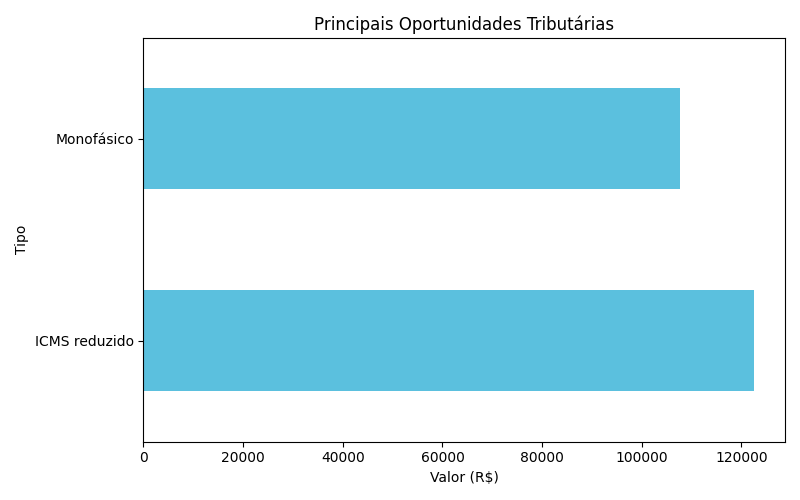 Principais Oportunidades Tributárias
Monofásico
Tipo
ICMS reduzido
0 20000 40000 60000 80000 100000 120000
Valor (R$)